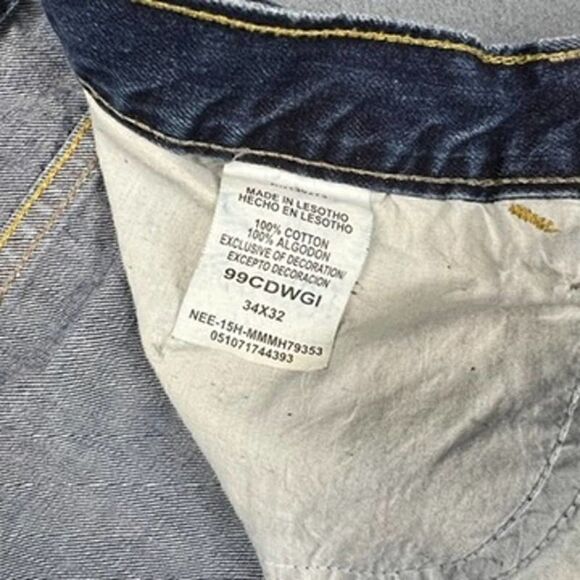 MADE IN LESOTHO
HECHO EN LESOTHO
100% COTTON
100% ALGODON
EXCLUSIVE OF DECORATION/
EXCEPTO DECORACION
99CDWGI
34X32
NEE-15H-MMMH79353
051071744393